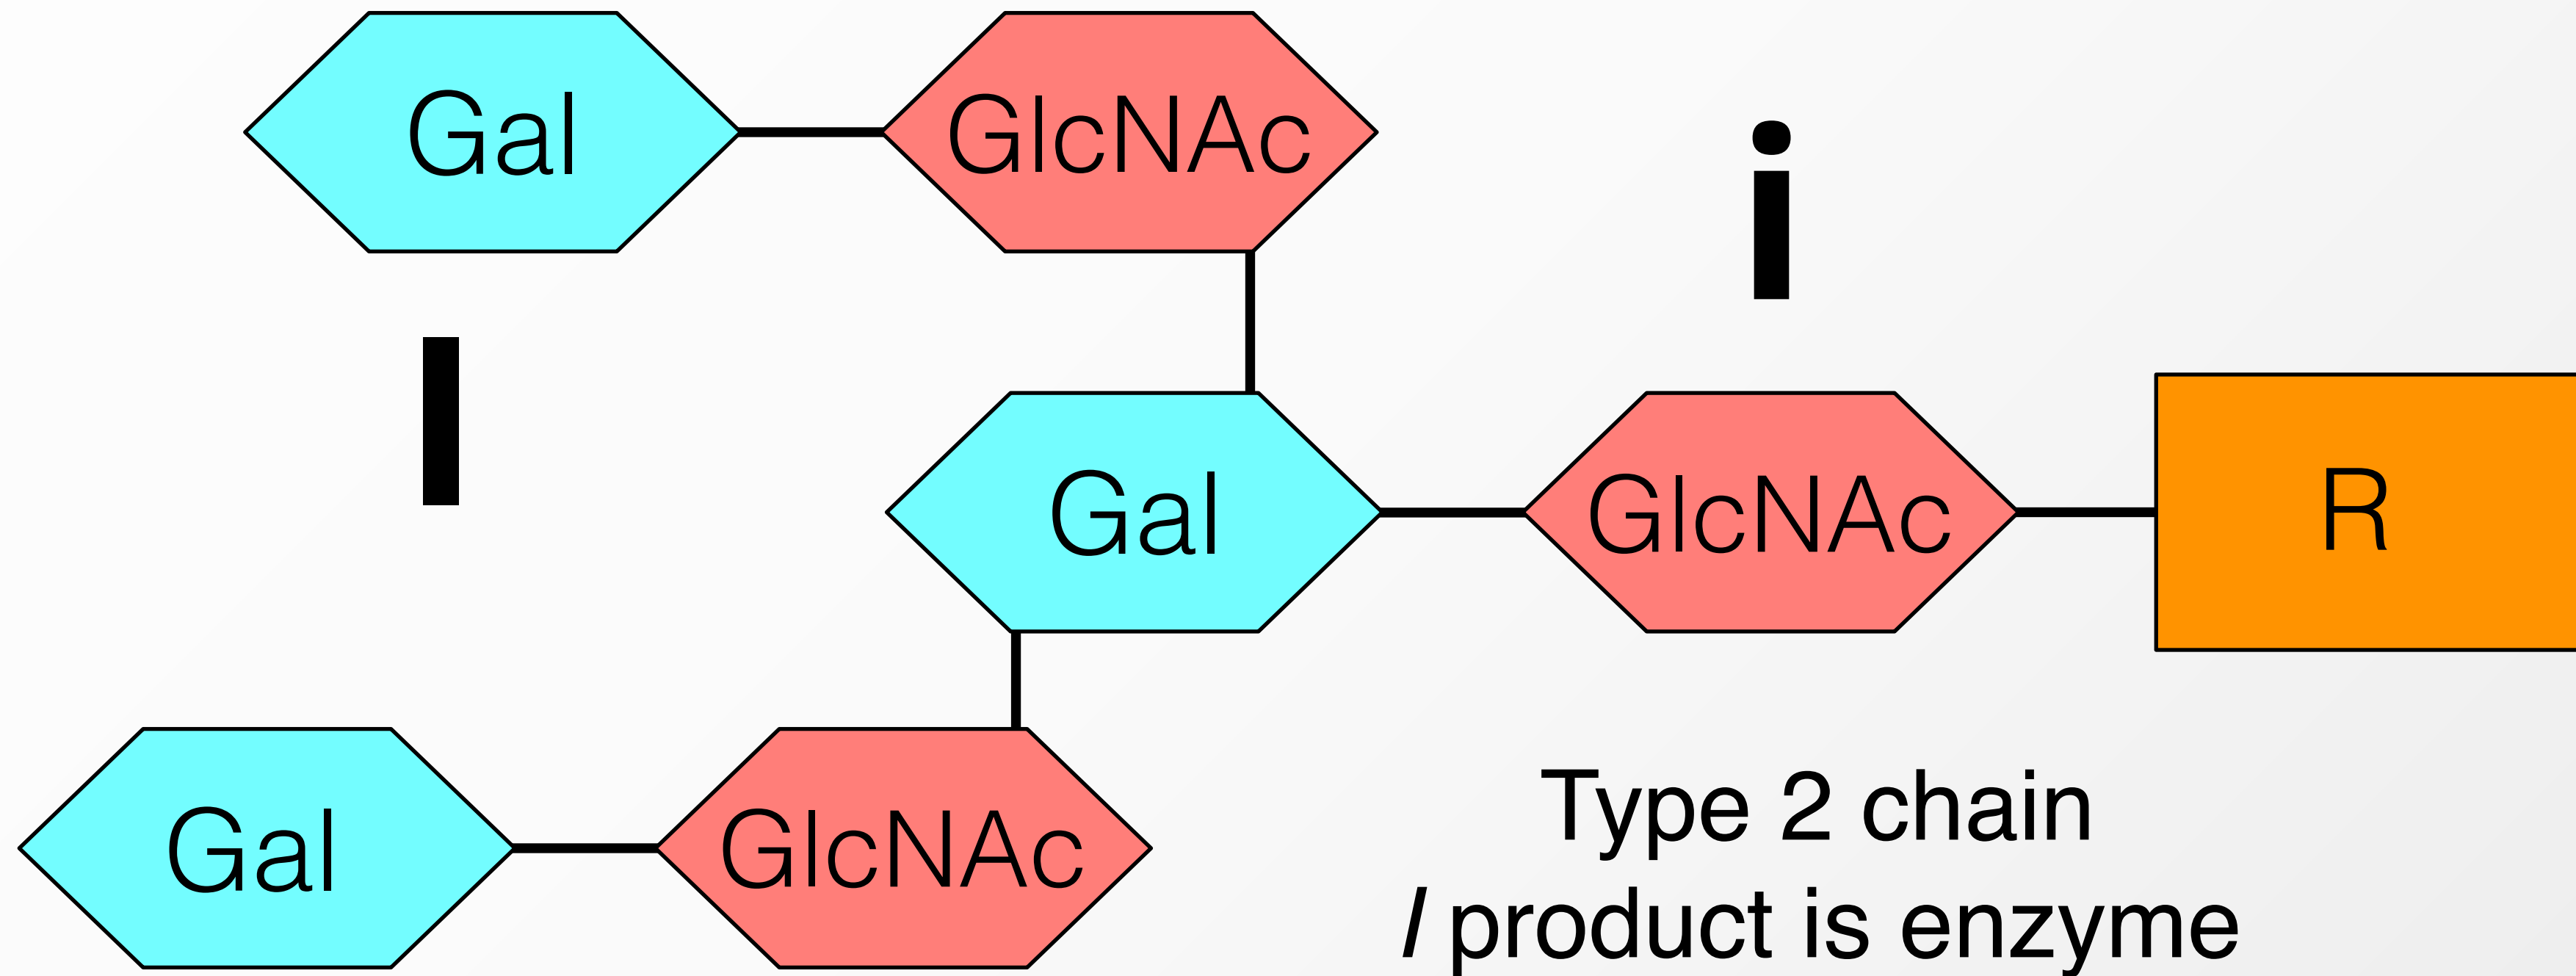 Gal GlcNAc
i
I
Gal GlcNAc R
Gal GlcNAc
Type 2 chain
I product is enzyme